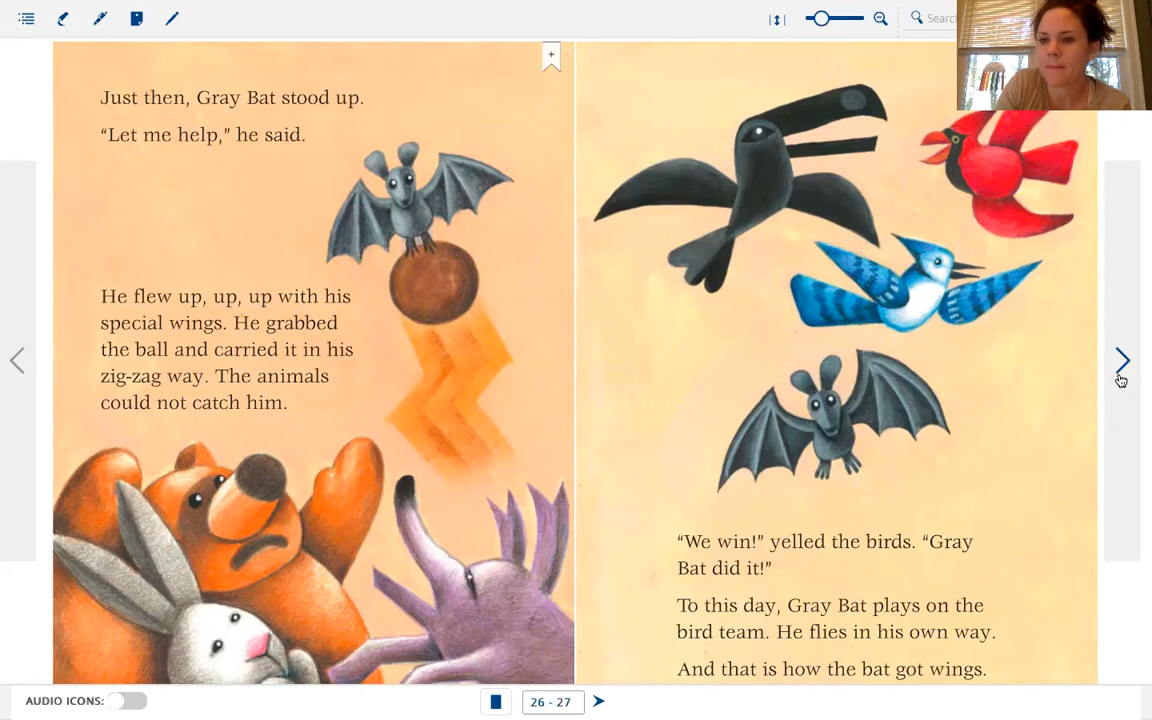 Search
Just then, Gray Bat stood up.
“Let me help,” he said.
He flew up, up, up with his
special wings. He grabbed
the ball and carried it in his
zig-zag way. The animals
could not catch him.
“We win!” yelled the birds. “Gray
Bat did it!”
To this day, Gray Bat plays on the
bird team. He flies in his own way.
And that is how the bat got wings.
AUDIO ICONS:
26 - 27